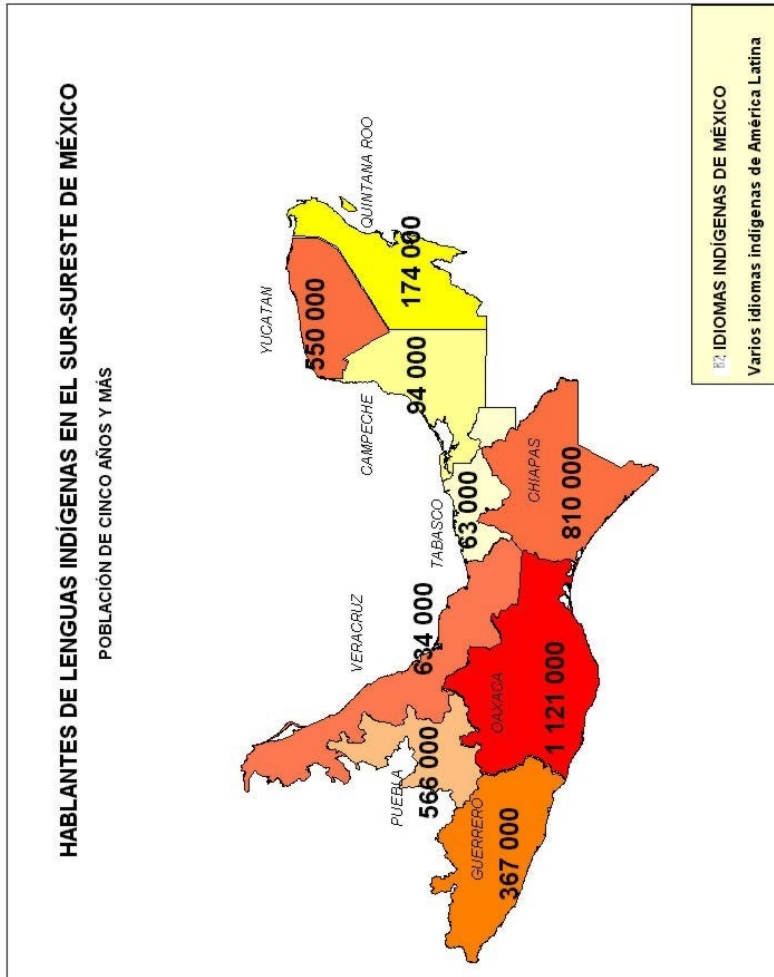 HABLANTES DE LENGUAS INDÍGENAS EN EL SUR-SURESTE DE MÉXICO
POBLACIÓN DE CINCO AÑOS Y MÁS
YUCATAN
550 000
QUINTANA ROO
174 000
CAMPECHE
94 000
VERACRUZ
634 000
TABASCO
63 000
PUEBLA
566 000
OAXACA
1 121 000
CHIAPAS
810 000
GUERRERO
367 000
B2 IDIOMAS INDÍGENAS DE MÉXICO
Varios idiomas indígenas de América Latina